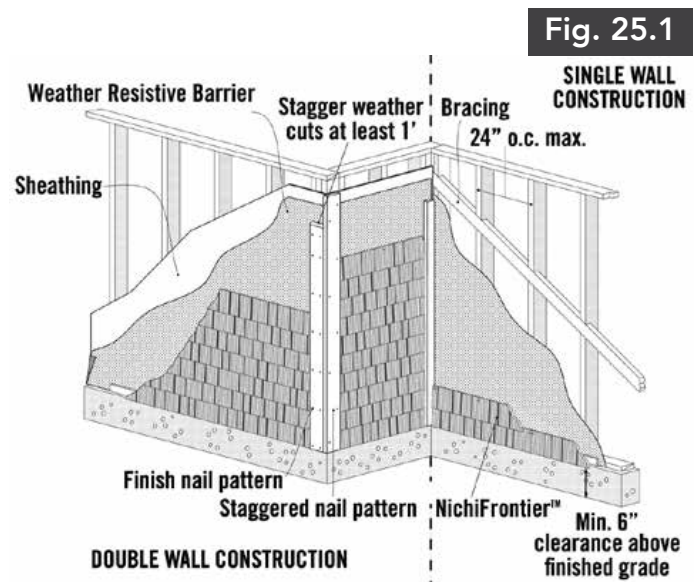 Fig. 25.1
SINGLE WALL
CONSTRUCTION
Weather Resistive Barrier
Stagger weather
cuts at least 1’
Bracing
24” o.c. max.
Sheathing
Finish nail pattern
Staggered nail pattern
NichiFrontier™
Min. 6”
clearance above
finished grade
DOUBLE WALL CONSTRUCTION